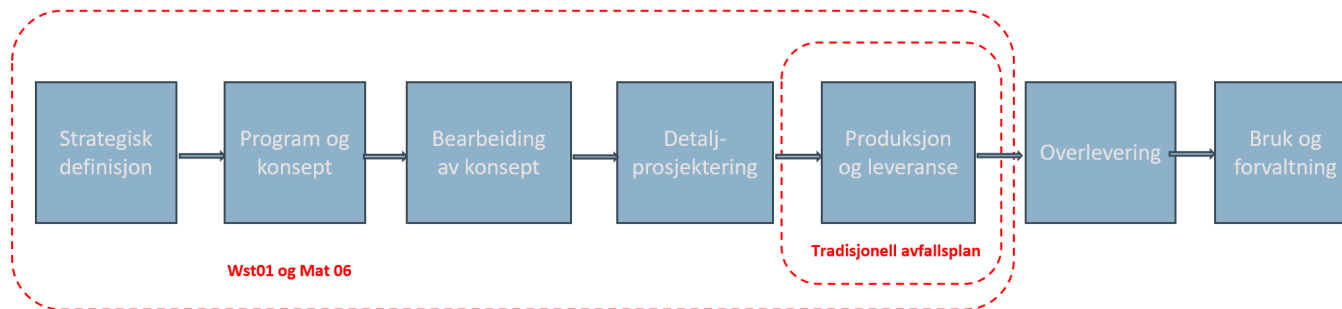 Strategisk
definisjon
Program og
konsept
Bearbeiding
av konsept
Detalj-
prosjektering
Produksjon
og leveranse
Overlevering
Bruk og
forvaltning
Wst01 og Mat 06
Tradisjonell avfallsplan